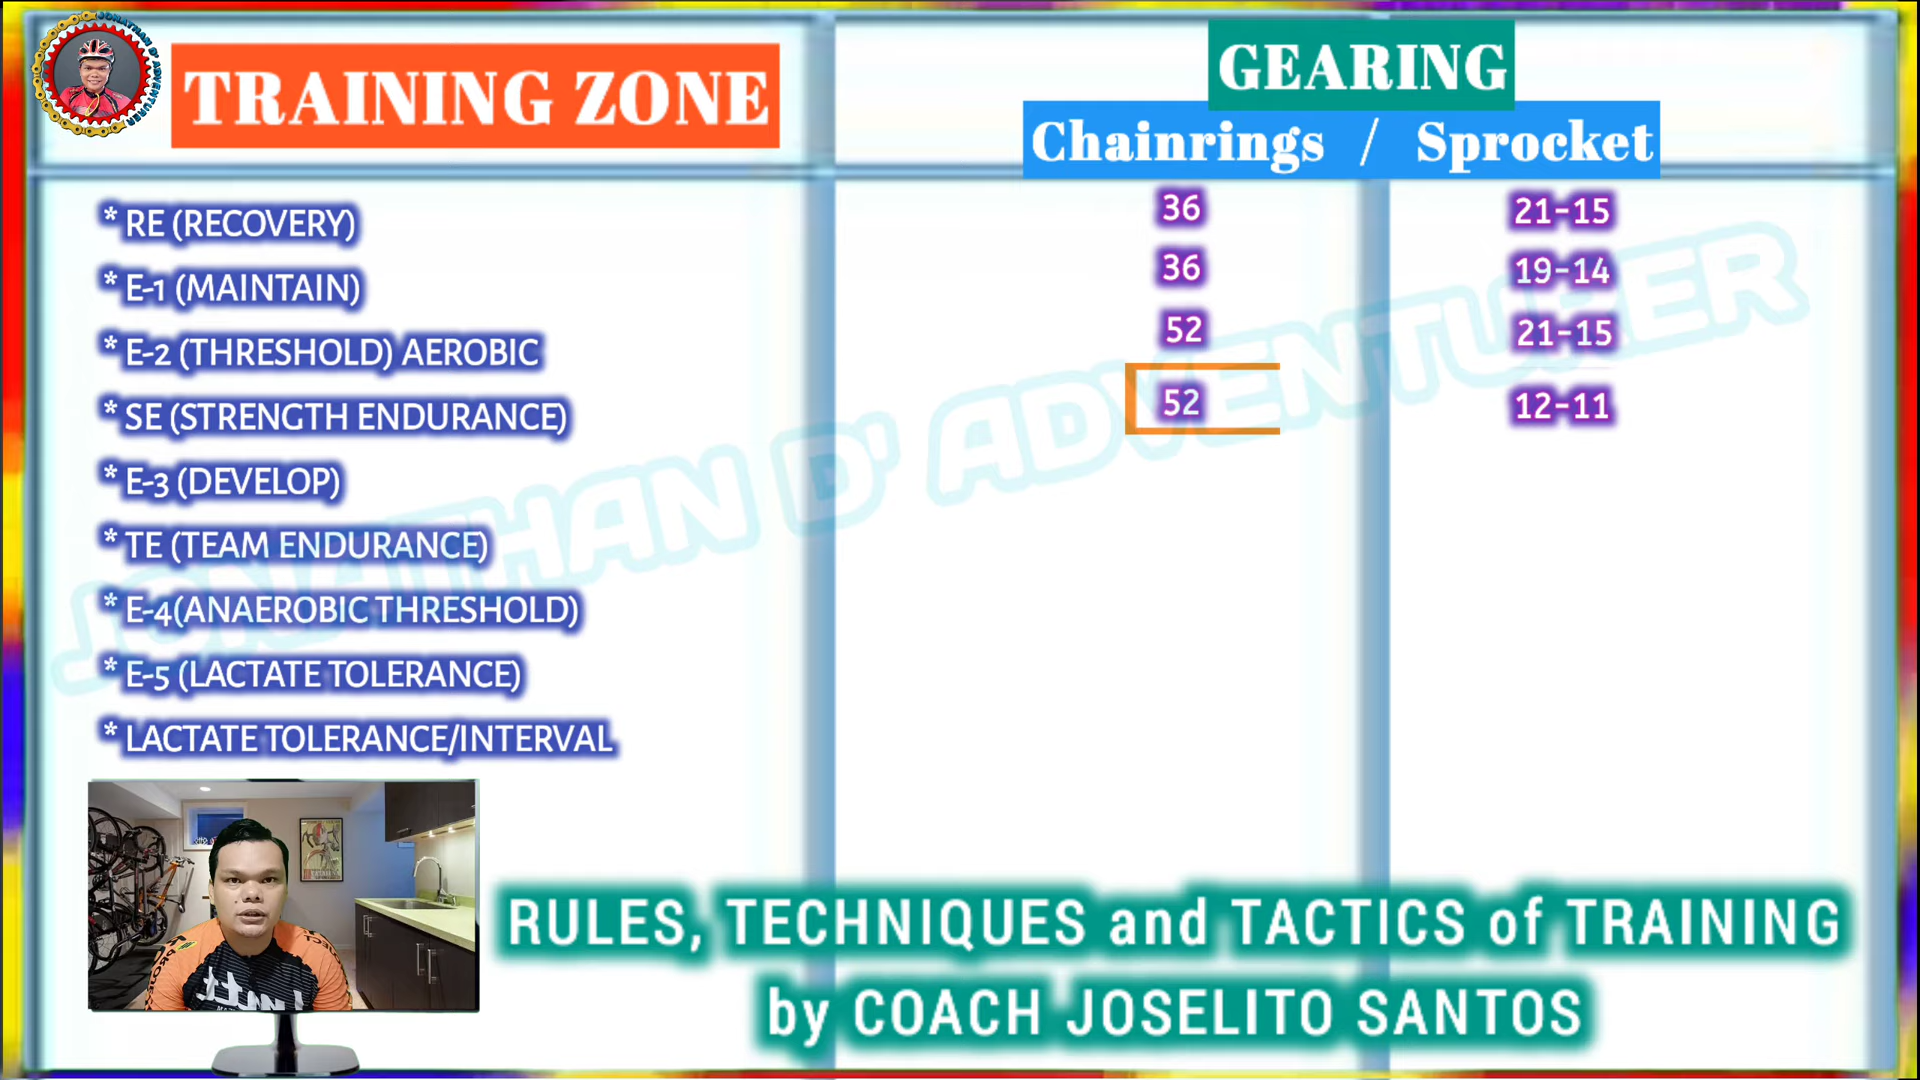 JONATHAN D' ADVENTURER
TRAINING ZONE
GEARING
Chainrings / Sprocket
* RE (RECOVERY) 36 21-15
* E-1 (MAINTAIN) 36 19-14
* E-2 (THRESHOLD) AEROBIC 52 21-15
* SE (STRENGTH ENDURANCE) 52 12-11
* E-3 (DEVELOP)
* TE (TEAM ENDURANCE)
* E-4(ANAEROBIC THRESHOLD)
* E-5 (LACTATE TOLERANCE)
* LACTATE TOLERANCE/INTERVAL
JONATHAN D' ADVENTURER
RULES, TECHNIQUES and TACTICS of TRAINING
by COACH JOSELITO SANTOS